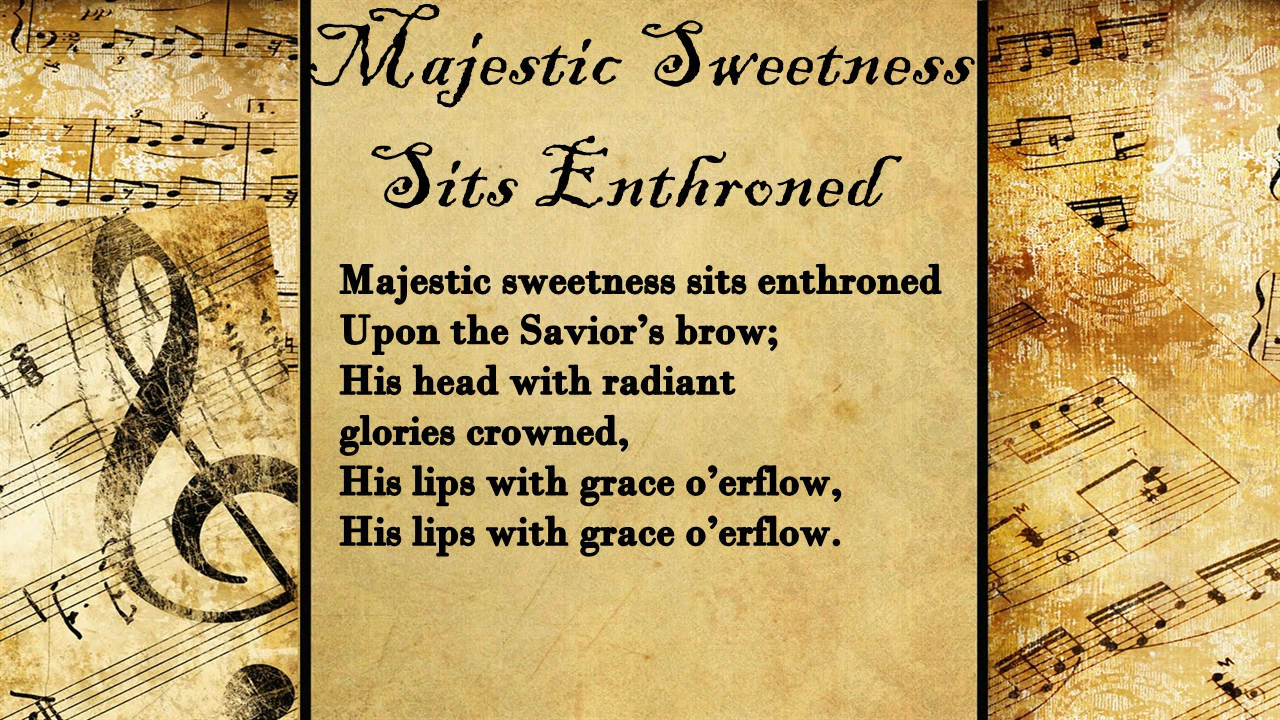 Majestic Sweetness
Sits Enthroned
Majestic sweetness sits enthroned
Upon the Savior’s brow;
His head with radiant
glories crowned,
His lips with grace o’erflow,
His lips with grace o’erflow.